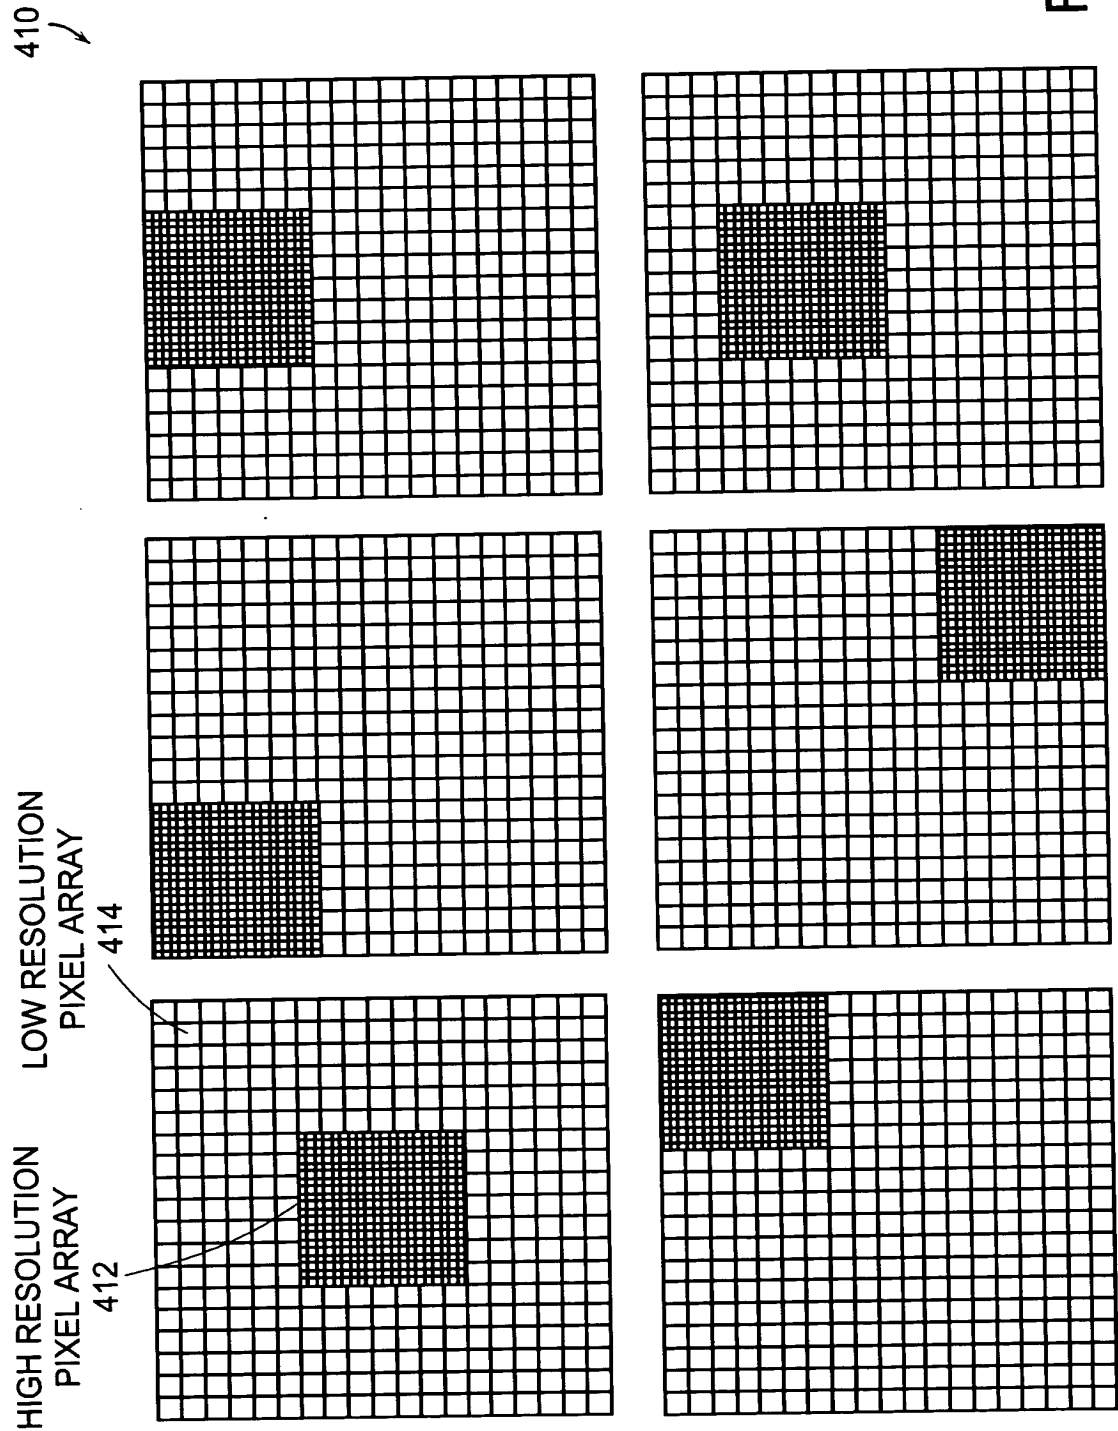 410
HIGH RESOLUTION
PIXEL ARRAY
412
LOW RESOLUTION
PIXEL ARRAY
414
F